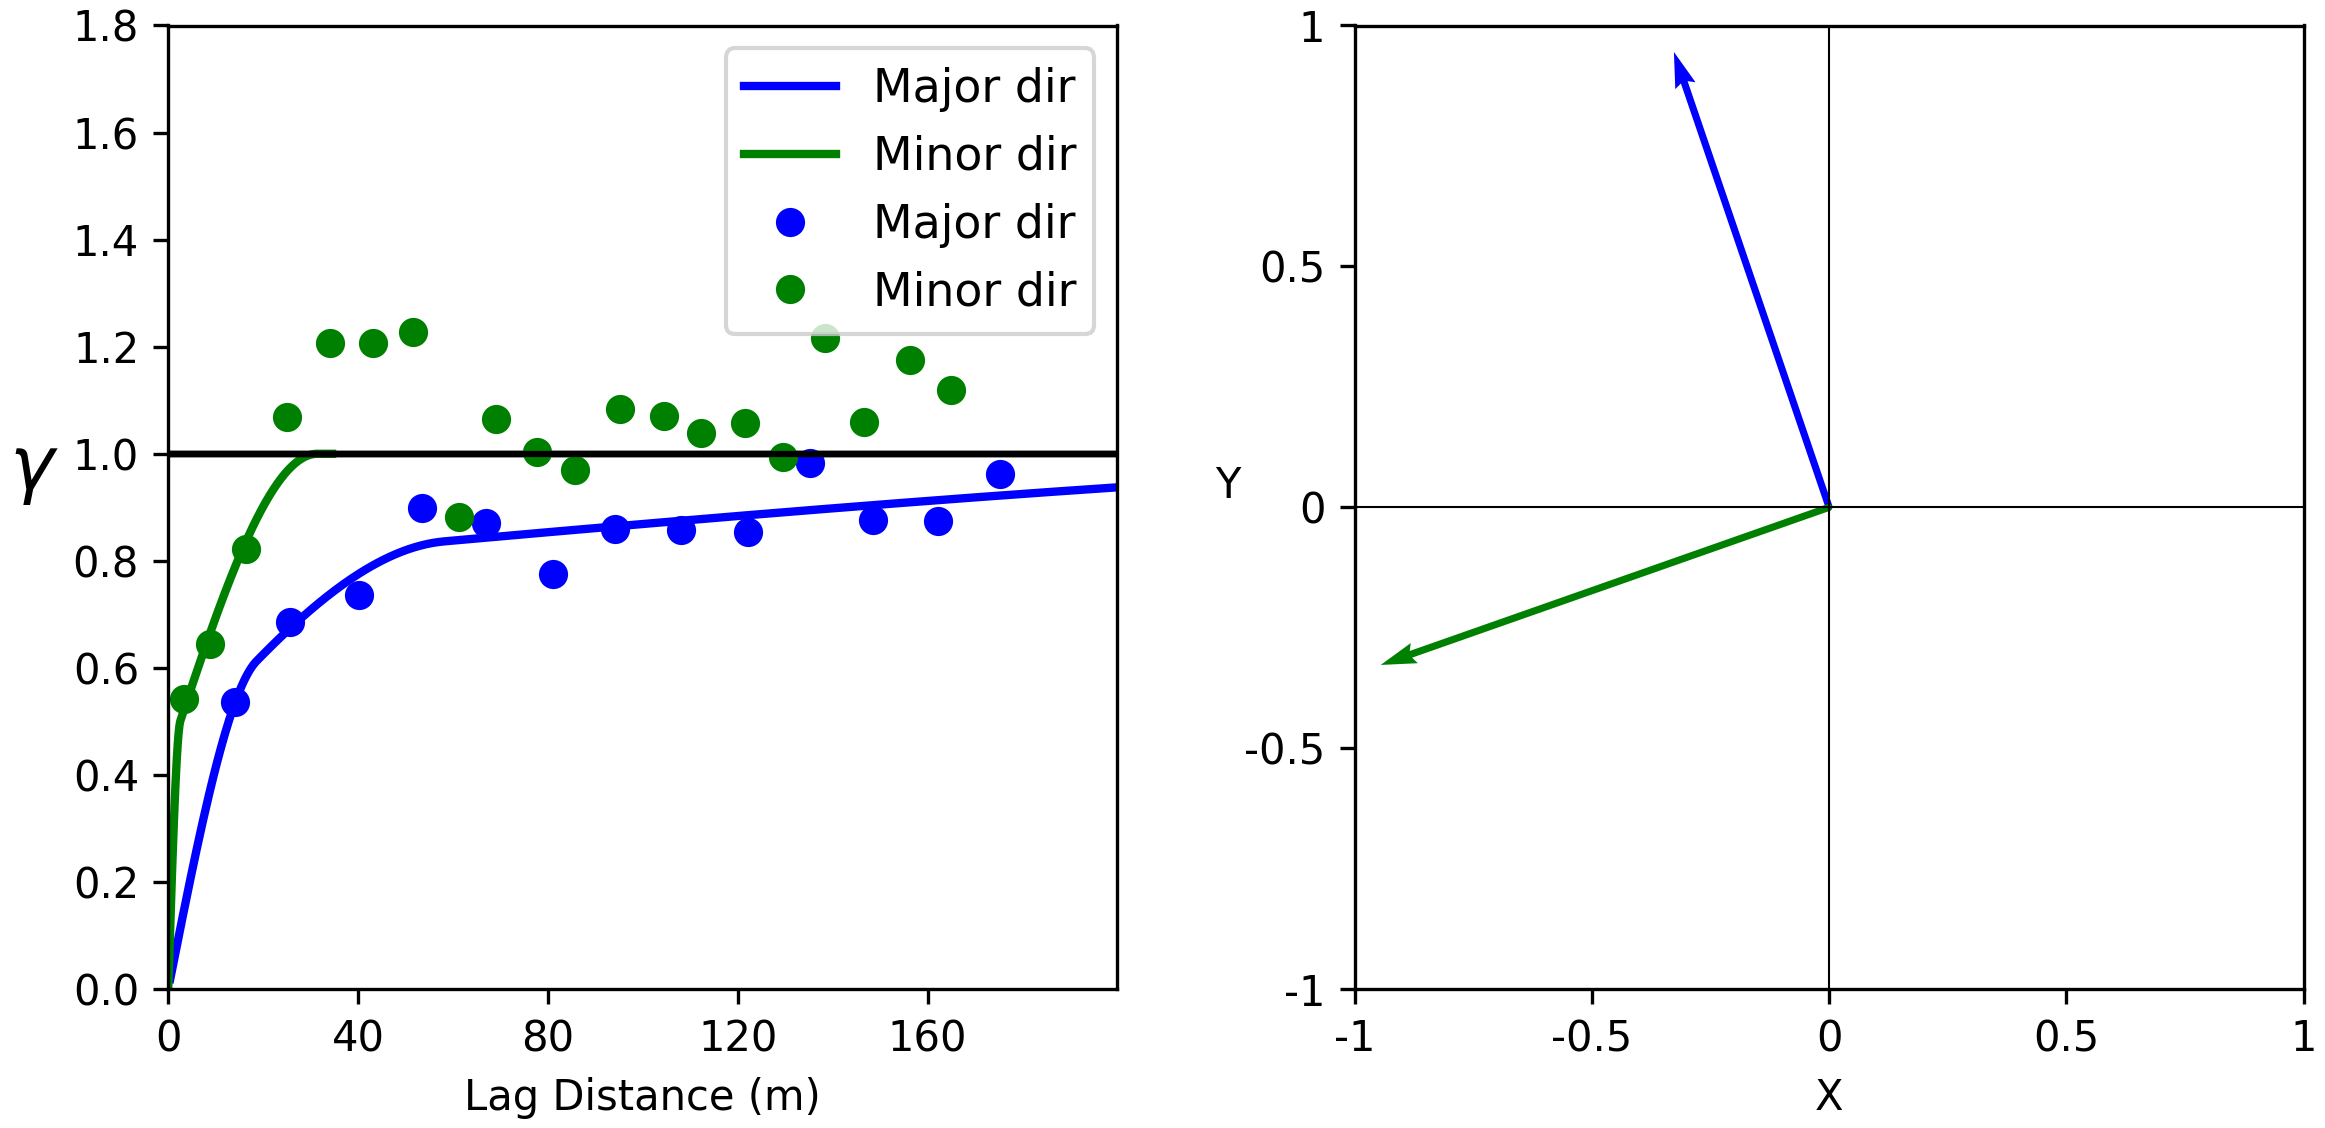 1.8
1.6
1.4
1.2
1.0
0.8
0.6
0.4
0.2
0.0
γ
0 40 80 120 160
Lag Distance (m)
Major dir
Minor dir
Major dir
Minor dir
1
0.5
0
-0.5
-1
Y
-1 -0.5 0 0.5 1
X